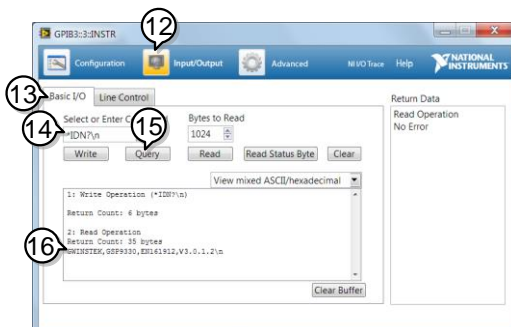 12
GPIB3::3::INSTR
Configuration Input/Output Advanced NI I/O Trace Help NATIONAL INSTRUMENTS
13 Basic I/O Line Control Return Data
Select or Enter C Bytes to Read Read Operation
14 15 No Error
*IDN?\n 1024
Write Query Read Read Status Byte Clear
View mixed ASCII/hexadecimal
1: Write Operation (*IDN?\n)
Return Count: 6 bytes
2: Read Operation
Return Count: 35 bytes
16 GWINSTEK,GSP9330,EN161912,V3.0.1.2\n
Clear Buffer